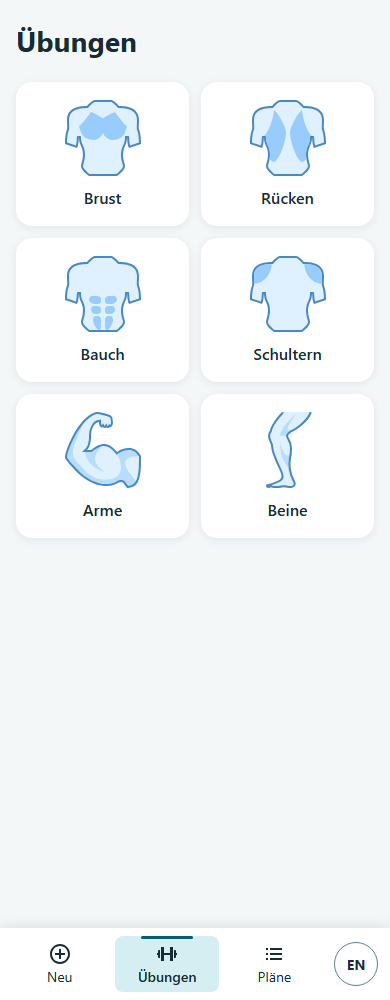 Übungen
Brust
Rücken
Bauch
Schultern
Arme
Beine
Neu
Übungen
Pläne
EN